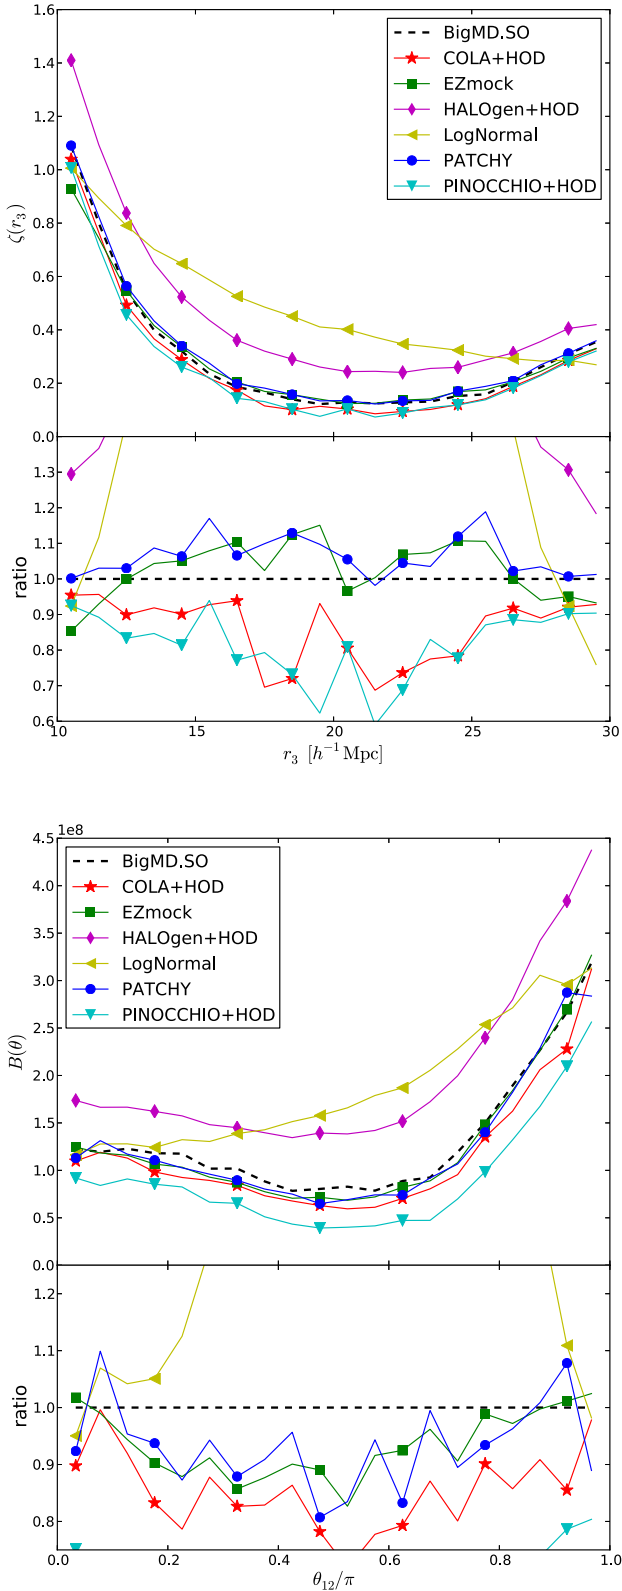 1.6
1.4
1.2
1.0
0.8
0.6
0.4
0.2
0.0
ζ(r₃)
BigMD.SO
COLA+HOD
EZmock
HALOgen+HOD
LogNormal
PATCHY
PINOCCHIO+HOD
1.3
1.2
1.1
1.0
0.9
0.8
0.7
0.6
ratio
10 15 20 25 30
r₃ [h⁻¹Mpc]
1e8
4.5
4.0
3.5
3.0
2.5
2.0
1.5
1.0
0.5
0.0
B(θ)
BigMD.SO
COLA+HOD
EZmock
HALOgen+HOD
LogNormal
PATCHY
PINOCCHIO+HOD
1.2
1.1
1.0
0.9
0.8
ratio
0.0 0.2 0.4 0.6 0.8 1.0
θ₁₂/π